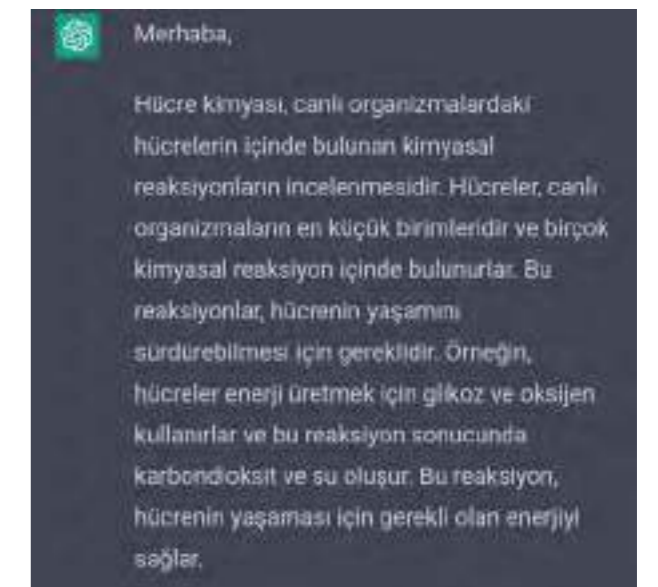 Merhaba,
Hücre kimyası, canlı organizmalardaki
hücrelerin içinde bulunan kimyasal
reaksiyonların incelenmesidir. Hücreler, canlı
organizmaların en küçük birimleridir ve birçok
kimyasal reaksiyon içinde bulunurlar. Bu
reaksiyonlar, hücrenin yaşamını
sürdürebilmesi için gereklidir. Örneğin,
hücreler enerji üretmek için glikoz ve oksijen
kullanırlar ve bu reaksiyon sonucunda
karbondioksit ve su oluşur. Bu reaksiyon,
hücrenin yaşaması için gerekli olan enerjiyi
sağlar.